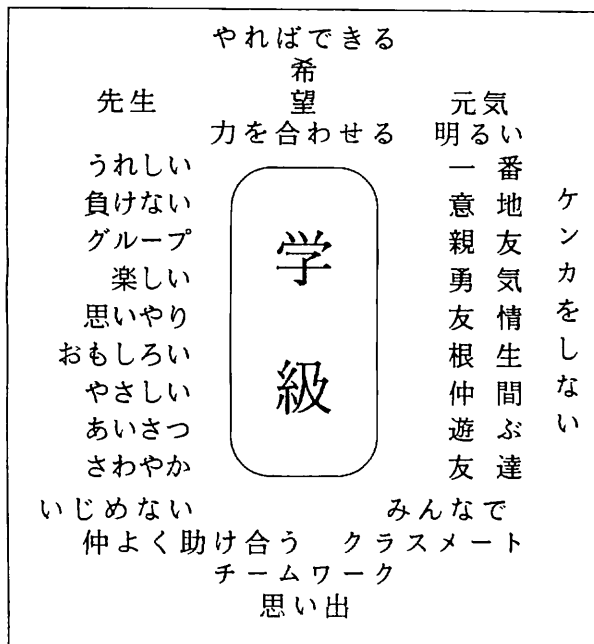 やればできる
希
望
先生
元気
力を合わせる
明るい
うれしい
負けない
グループ
楽しい
思いやり
おもしろい
やさしい
あいさつ
さわやか
学級
一番
意地
親友
勇気
友情
根生
仲間
遊ぶ
友達
ケンカをしない
いじめない
みんなで
仲よく助け合う
クラスメート
チームワーク
思い出